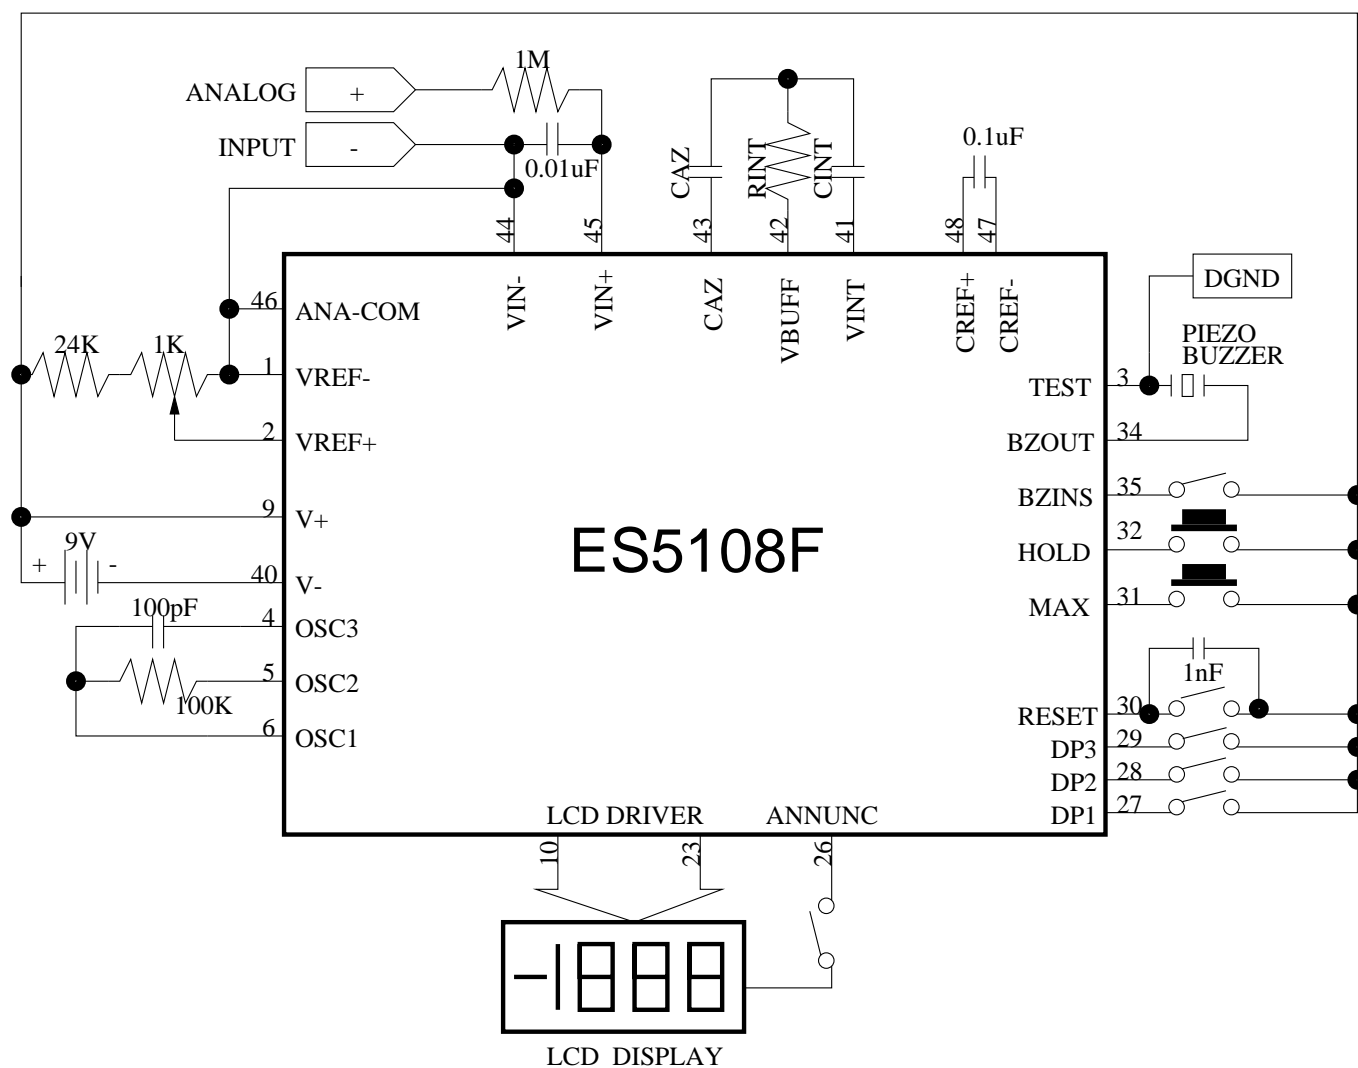 1M
ANALOG +
INPUT -
0.01uF
CAZ
RINT
CINT
0.1uF
44
45
43
42
41
48
47
VIN-
VIN+
CAZ
VBUFF
VINT
CREF+
CREF-
DGND
46 ANA-COM
24K
1K
1 VREF-
2 VREF+
9 V+
9V
+ -
40 V-
100pF
4 OSC3
5 OSC2
100K
6 OSC1
ES5108F
PIEZO
BUZZER
TEST 3
BZOUT 34
BZINS 35
HOLD 32
MAX 31
1nF
RESET 30
DP3 29
DP2 28
DP1 27
LCD DRIVER
ANNUNC
10
23
26
-1888
LCD DISPLAY